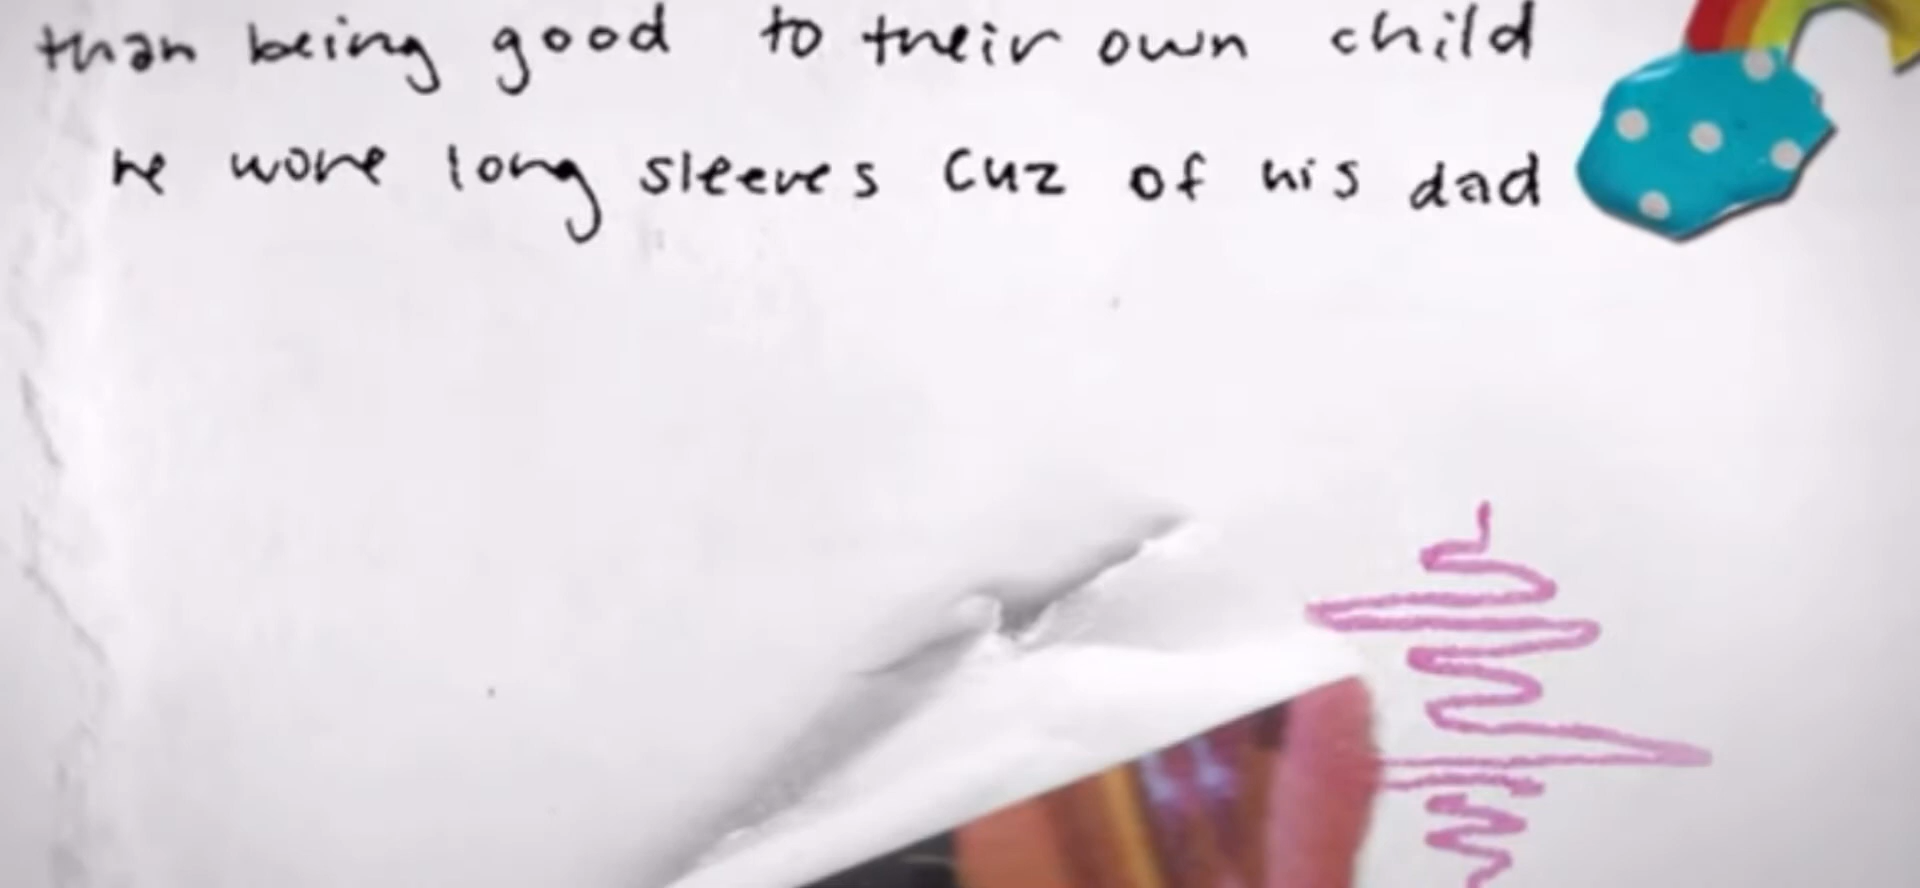 than being good to their own child
he wore long sleeves cuz of his dad